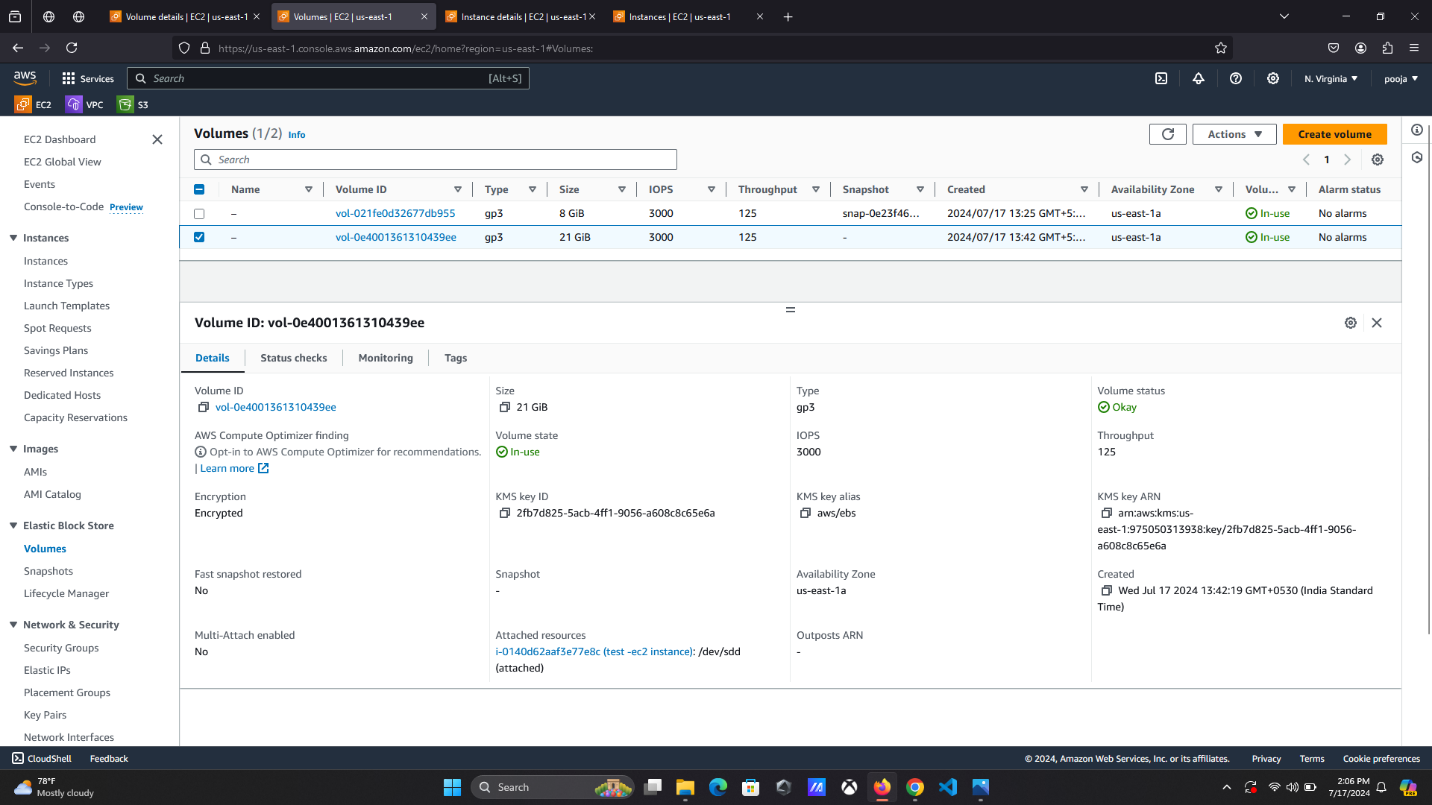 Volume details | EC2 | us-east-1
Volumes | EC2 | us-east-1
Instance details | EC2 | us-east-1
Instances | EC2 | us-east-1
https://us-east-1.console.aws.amazon.com/ec2/home?region=us-east-1#Volumes:
aws
Services
Search
[Alt+S]
N. Virginia
pooja
EC2
VPC
S3
EC2 Dashboard
EC2 Global View
Events
Console-to-Code Preview
Instances
Instances
Instance Types
Launch Templates
Spot Requests
Savings Plans
Reserved Instances
Dedicated Hosts
Capacity Reservations
Images
AMIs
AMI Catalog
Elastic Block Store
Volumes
Snapshots
Lifecycle Manager
Network & Security
Security Groups
Elastic IPs
Placement Groups
Key Pairs
Network Interfaces
Volumes (1/2) Info
Actions
Create volume
Search
1
Name Volume ID Type Size IOPS Throughput Snapshot Created Availability Zone Volu... Alarm status
– vol-021fe0d32677db955 gp3 8 GiB 3000 125 snap-0e23f46... 2024/07/17 13:25 GMT+5:... us-east-1a In-use No alarms
– vol-0e4001361310439ee gp3 21 GiB 3000 125 - 2024/07/17 13:42 GMT+5:... us-east-1a In-use No alarms
Volume ID: vol-0e4001361310439ee
Details Status checks Monitoring Tags
Volume ID
vol-0e4001361310439ee
Size
21 GiB
Type
gp3
Volume status
Okay
AWS Compute Optimizer finding
Opt-in to AWS Compute Optimizer for recommendations.
| Learn more
Volume state
In-use
IOPS
3000
Throughput
125
Encryption
Encrypted
KMS key ID
2fb7d825-5acb-4ff1-9056-a608c8c65e6a
KMS key alias
aws/ebs
KMS key ARN
arn:aws:kms:us-
east-1:975050313938:key/2fb7d825-5acb-4ff1-9056-
a608c8c65e6a
Fast snapshot restored
No
Snapshot
-
Availability Zone
us-east-1a
Created
Wed Jul 17 2024 13:42:19 GMT+0530 (India Standard
Time)
Multi-Attach enabled
No
Attached resources
i-0140d62aaf3e77e8c (test -ec2 instance): /dev/sdd
(attached)
Outposts ARN
-
CloudShell
Feedback
© 2024, Amazon Web Services, Inc. or its affiliates.
Privacy
Terms
Cookie preferences
78°F
Mostly cloudy
Search
2:06 PM
7/17/2024